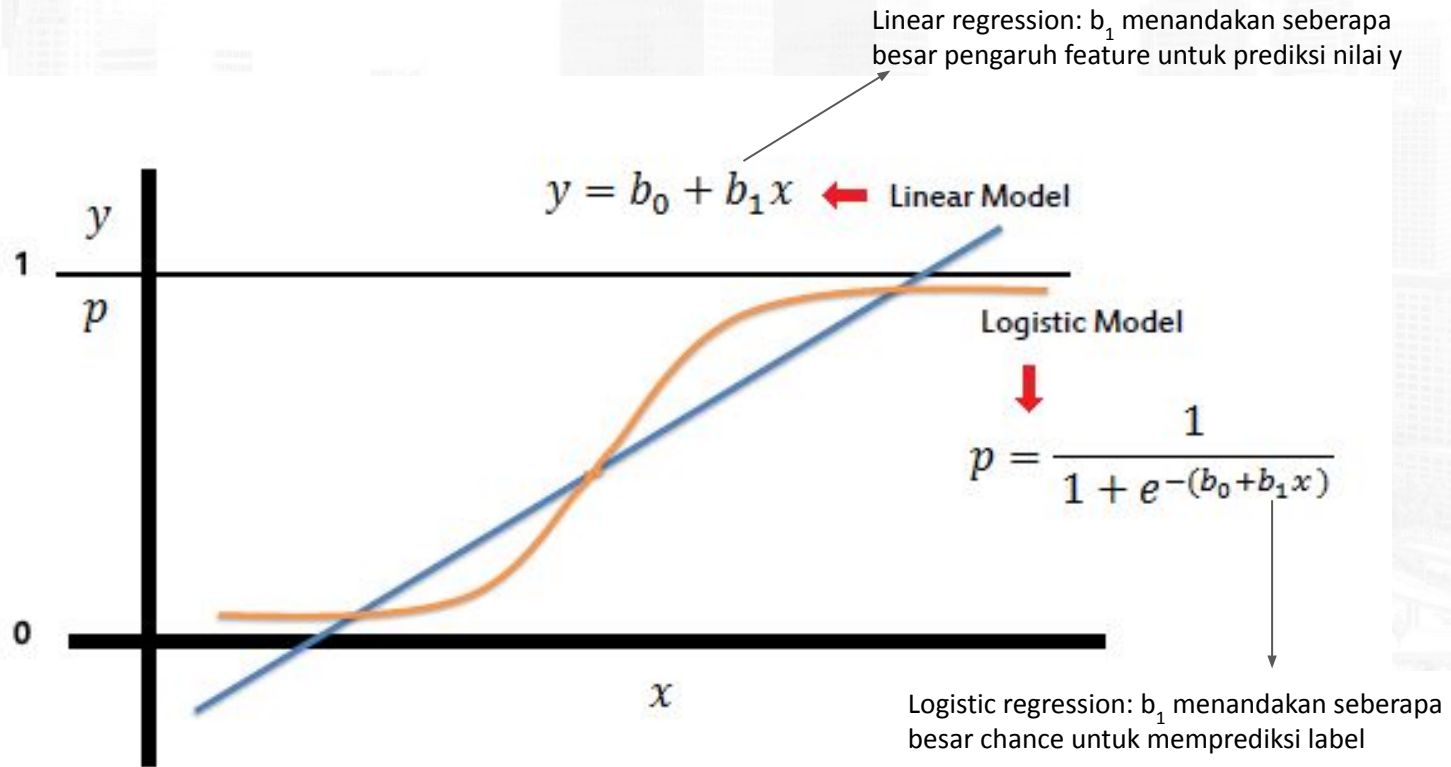 Linear regression: b₁ menandakan seberapa
besar pengaruh feature untuk prediksi nilai y
y = b₀ + b₁x
Linear Model
y
1
p
Logistic Model
p = 1 / (1 + e^−(b₀+b₁x))
0
x
Logistic regression: b₁ menandakan seberapa
besar chance untuk memprediksi label